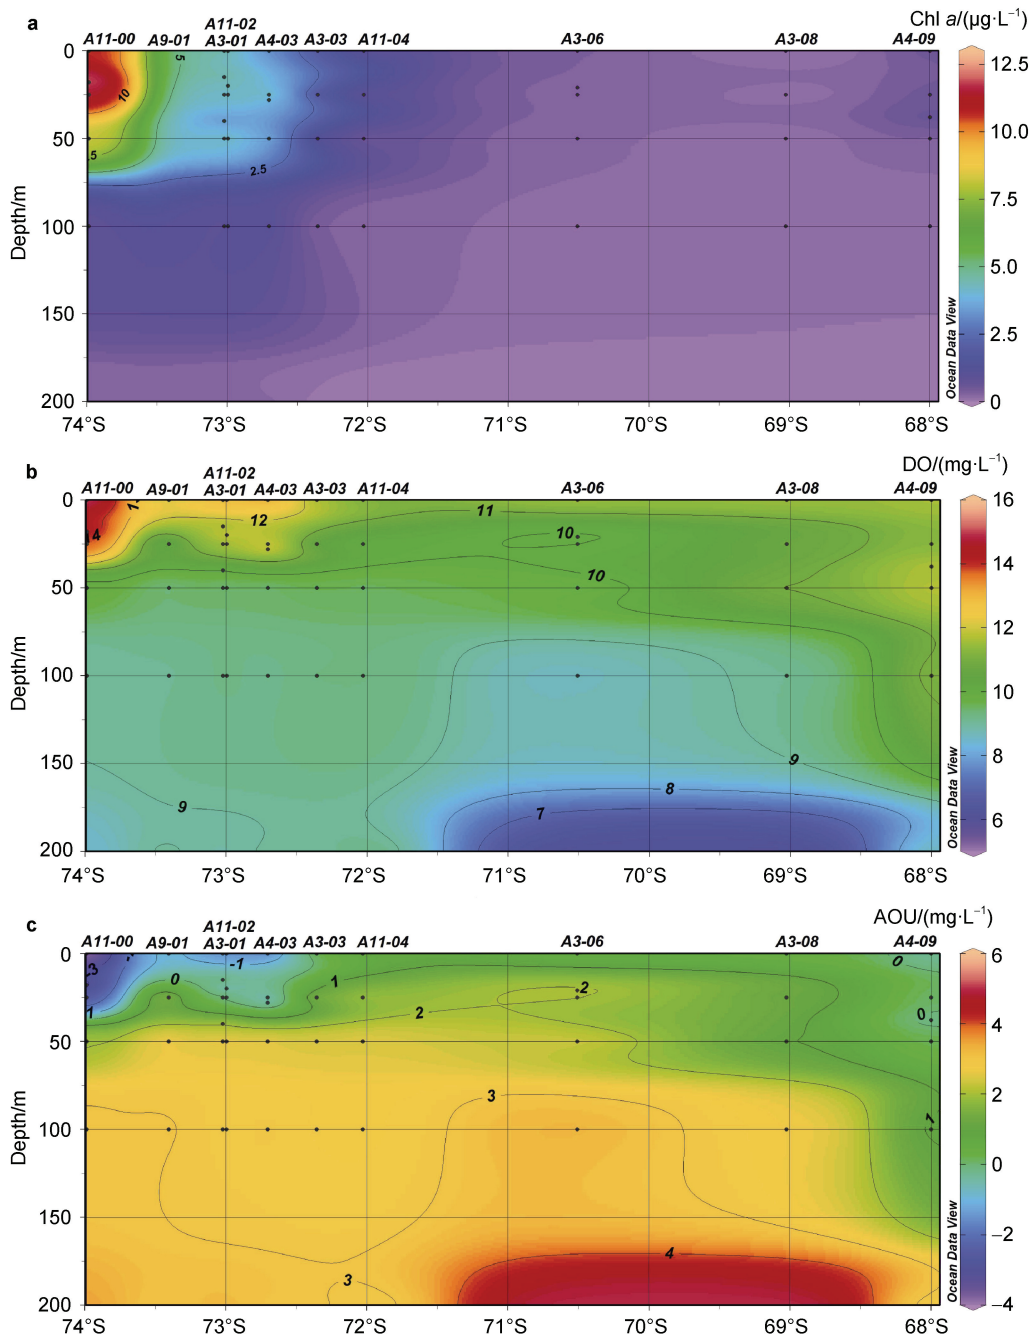 a
Chl a/(μg·L⁻¹)
A11-02
A11-00 A9-01 A3-01 A4-03 A3-03 A11-04 A3-06 A3-08 A4-09
0
50
100
150
200
Depth/m
5
10
5
2.5
74°S 73°S 72°S 71°S 70°S 69°S 68°S
12.5
10.0
7.5
5.0
2.5
0
Ocean Data View
b
DO/(mg·L⁻¹)
A11-02
A11-00 A9-01 A3-01 A4-03 A3-03 A11-04 A3-06 A3-08 A4-09
0
50
100
150
200
Depth/m
12
11
10
10
9
9
8
7
74°S 73°S 72°S 71°S 70°S 69°S 68°S
16
14
12
10
8
6
Ocean Data View
c
AOU/(mg·L⁻¹)
A11-02
A11-00 A9-01 A3-01 A4-03 A3-03 A11-04 A3-06 A3-08 A4-09
0
50
100
150
200
Depth/m
-3
-1
0
0
1
2
2
1
0
3
1
4
3
74°S 73°S 72°S 71°S 70°S 69°S 68°S
6
4
2
0
−2
−4
Ocean Data View